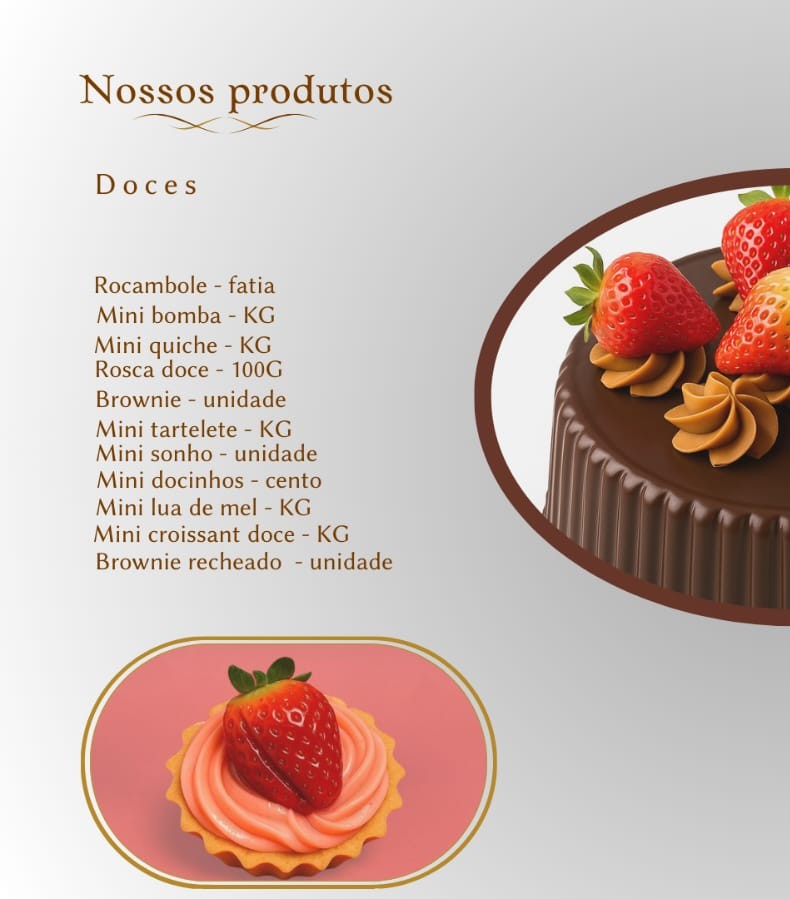 Nossos produtos
Doces
Rocambole - fatia
Mini bomba - KG
Mini quiche - KG
Rosca doce - 100G
Brownie - unidade
Mini tartelete - KG
Mini sonho - unidade
Mini docinhos - cento
Mini lua de mel - KG
Mini croissant doce - KG
Brownie recheado  - unidade